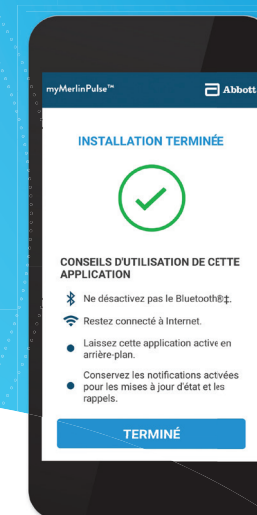 myMerlinPulse™ Abbott
INSTALLATION TERMINÉE
CONSEILS D'UTILISATION DE CETTE
APPLICATION
Ne désactivez pas le Bluetooth®‡.
Restez connecté à Internet.
Laissez cette application active en
arrière-plan.
Conservez les notifications actvées
pour les mises à jour d'état et les
rappels.
TERMINÉ